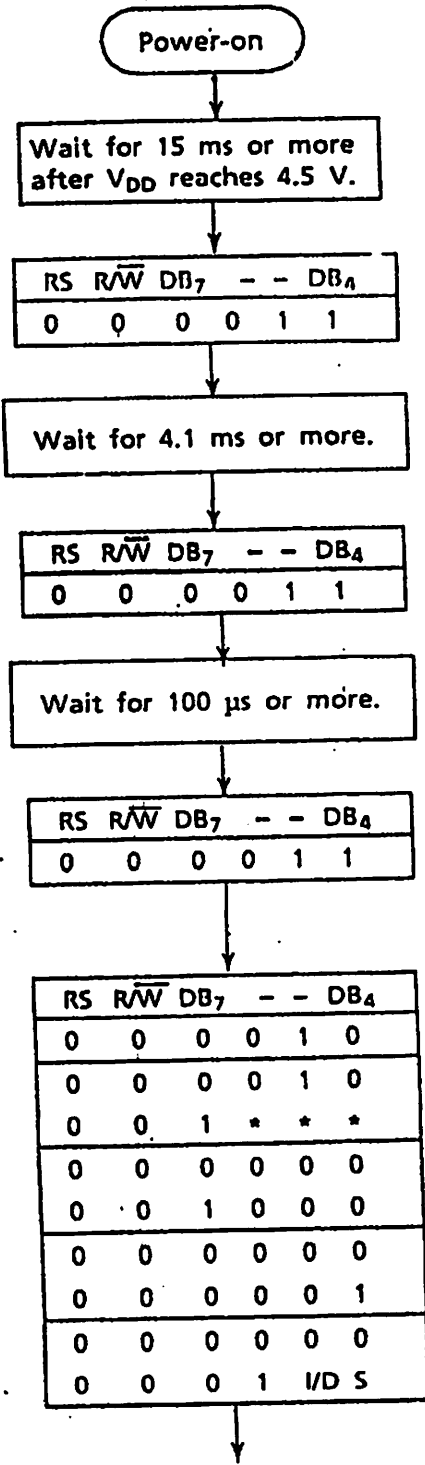 Power-on
Wait for 15 ms or more
after VDD reaches 4.5 V.
RS R/W̅ DB7 - - DB4
0 0 0 0 1 1
Wait for 4.1 ms or more.
RS R/W̅ DB7 - - DB4
0 0 0 0 1 1
Wait for 100 μs or more.
RS R/W̅ DB7 - - DB4
0 0 0 0 1 1
RS R/W̅ DB7 - - DB4
0 0 0 0 1 0
0 0 0 0 1 0
0 0 1 * * *
0 0 0 0 0 0
0 0 1 0 0 0
0 0 0 0 0 0
0 0 0 0 0 1
0 0 0 0 0 0
0 0 0 1 I/D S